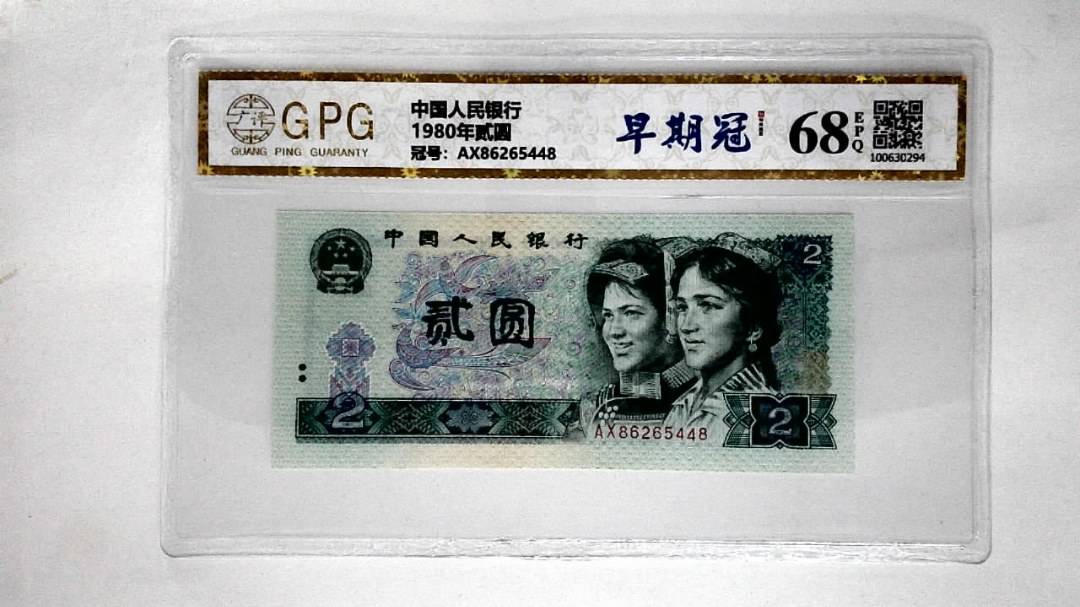 GPG
GUANG PING GUARANTY
中国人民银行
1980年贰圆
冠号：AX86265448
早期冠
68
EPQ
100630294
中国人民银行
2
贰圆
2
AX86265448
2